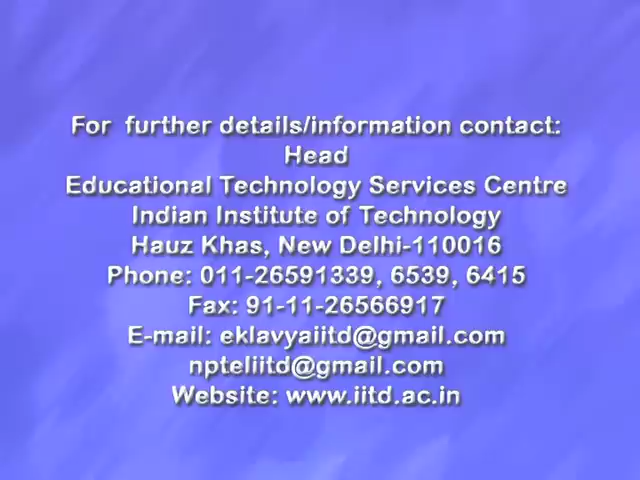 For further details/information contact:
Head
Educational Technology Services Centre
Indian Institute of Technology
Hauz Khas, New Delhi-110016
Phone: 011-26591339, 6539, 6415
Fax: 91-11-26566917
E-mail: eklavyaiitd@gmail.com
npteliitd@gmail.com
Website: www.iitd.ac.in